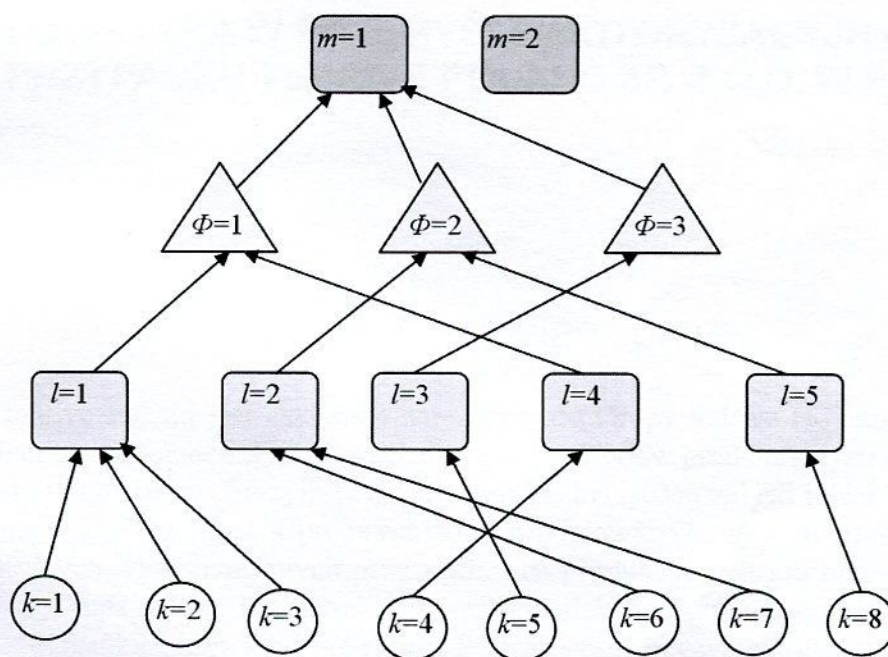 m=1 m=2
Φ=1 Φ=2 Φ=3
l=1 l=2 l=3 l=4 l=5
k=1 k=2 k=3 k=4 k=5 k=6 k=7 k=8